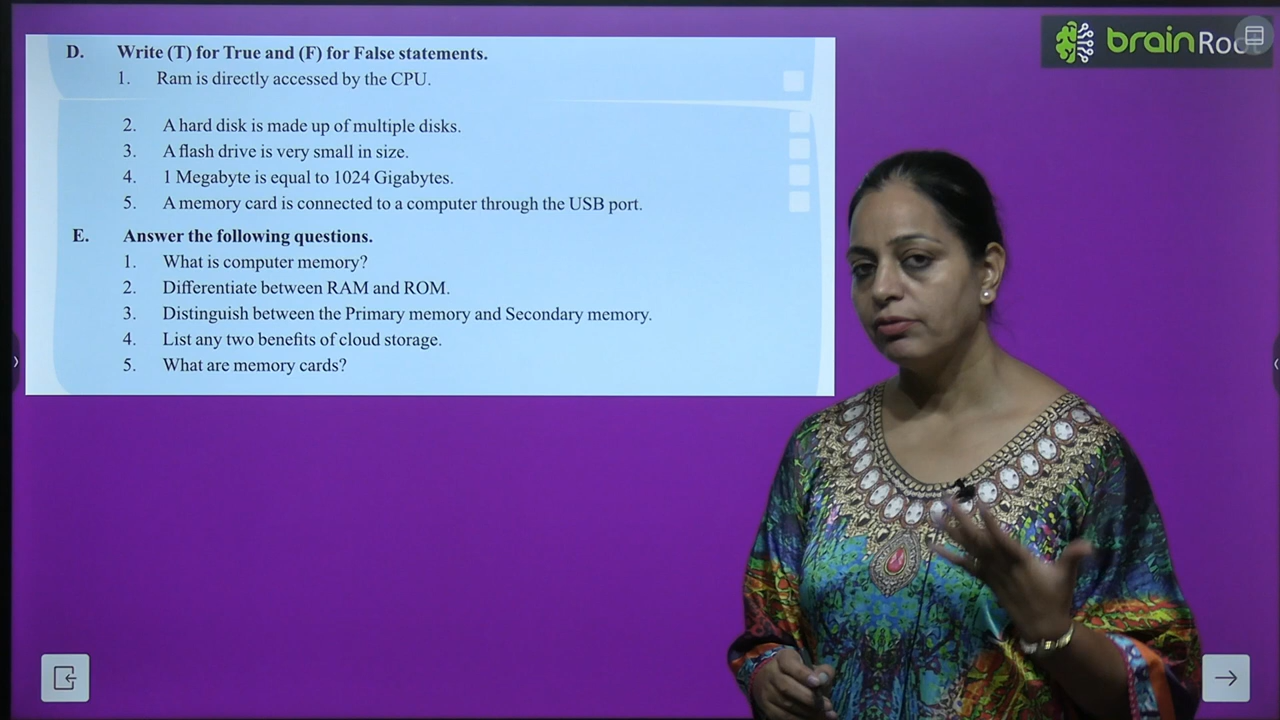 brainRoot
D. Write (T) for True and (F) for False statements.
1. Ram is directly accessed by the CPU.
2. A hard disk is made up of multiple disks.
3. A flash drive is very small in size.
4. 1 Megabyte is equal to 1024 Gigabytes.
5. A memory card is connected to a computer through the USB port.
E. Answer the following questions.
1. What is computer memory?
2. Differentiate between RAM and ROM.
3. Distinguish between the Primary memory and Secondary memory.
4. List any two benefits of cloud storage.
5. What are memory cards?